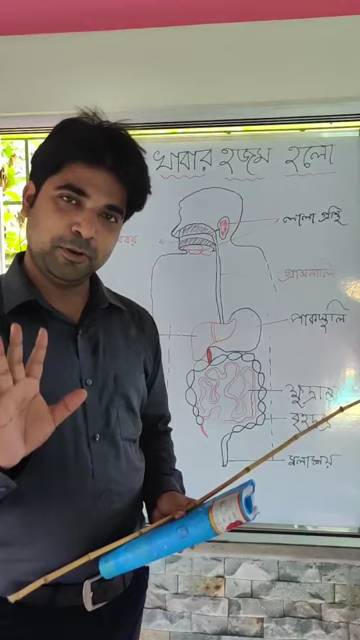 খাবার হজম হলো
লালা গ্রন্থি
গ্রাসনালি
পাকস্থলি
ক্ষুদ্রান্ত্র
মলাশয়